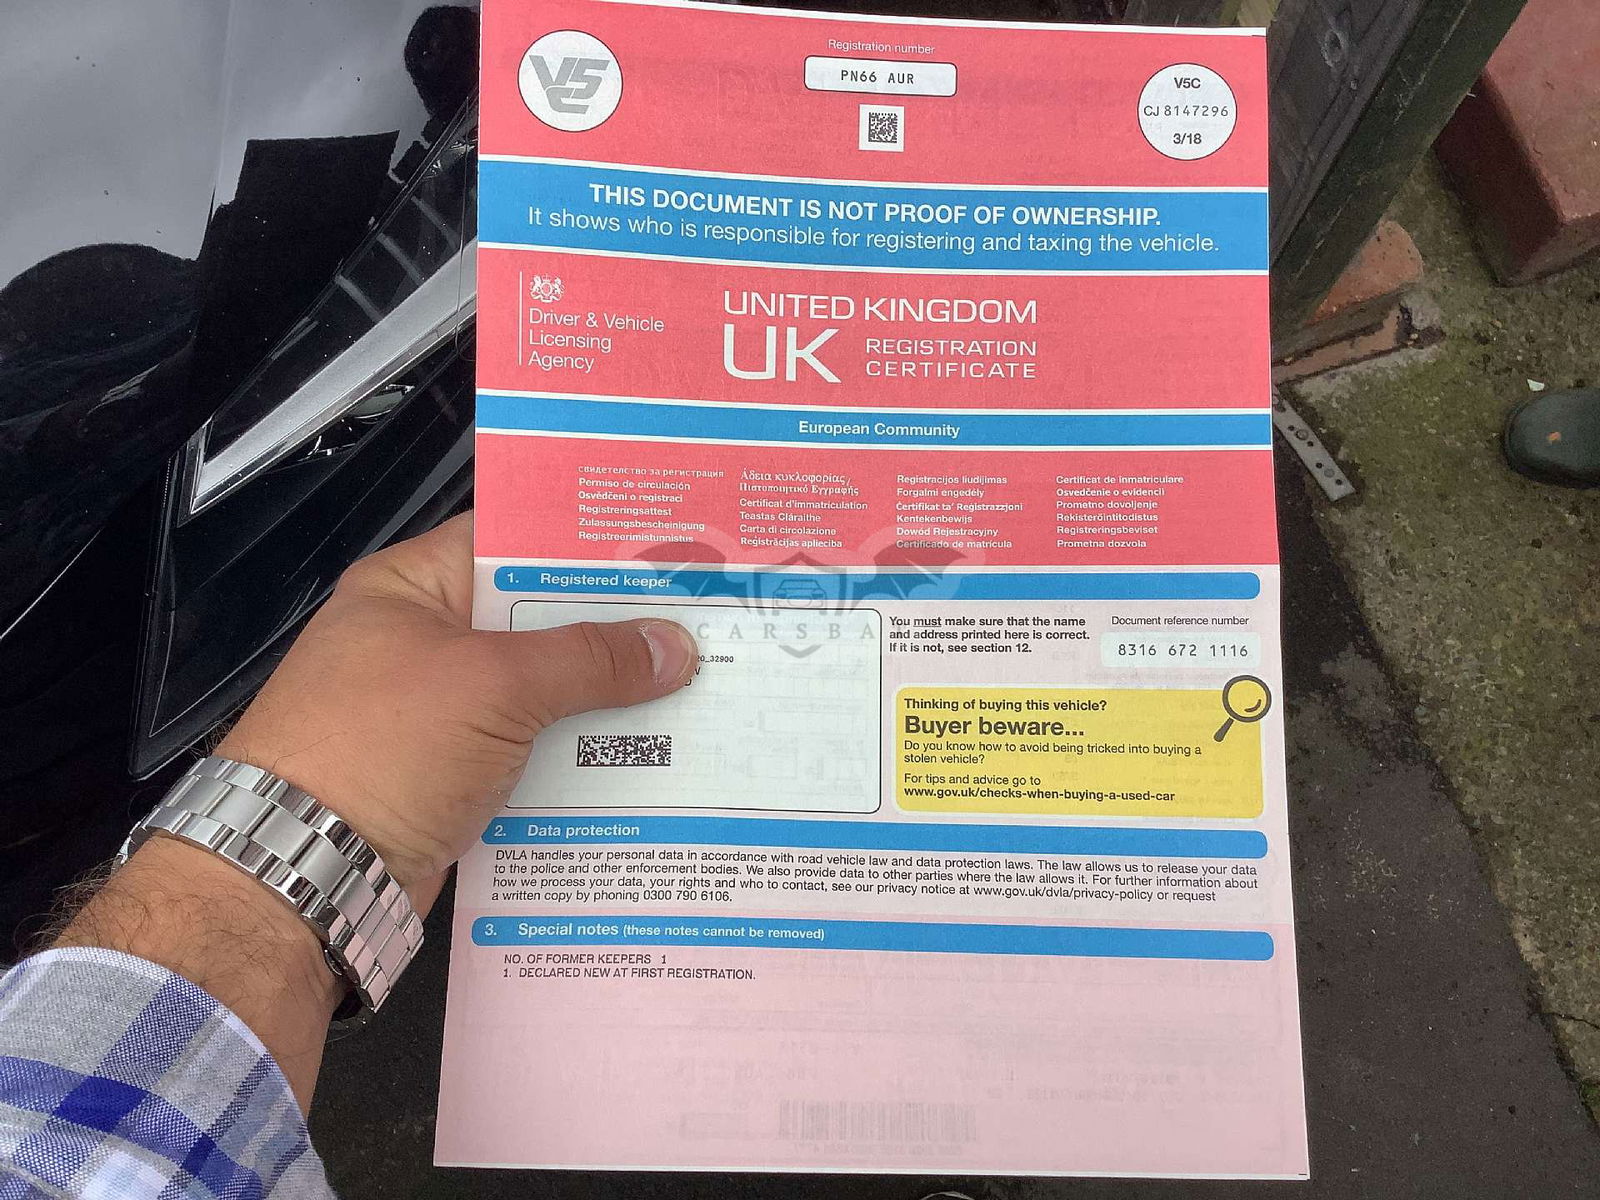 V5C
Registration number
PN66 AUR
V5C
CJ 8147296
3/18
THIS DOCUMENT IS NOT PROOF OF OWNERSHIP.
It shows who is responsible for registering and taxing the vehicle.
Driver & Vehicle
Licensing
Agency
UNITED KINGDOM
UK
REGISTRATION
CERTIFICATE
European Community
свидетелство за регистрация
Permiso de circulación
Osvědčení o registraci
Registreringsattest
Zulassungsbescheinigung
Registreerimistunnistus
Άδεια κυκλοφορίας/
Πιστοποιητικό Εγγραφής
Certificat d'immatriculation
Teastas Cláraithe
Carta di circolazione
Reģistrācijas apliecība
Registracijos liudijimas
Forgalmi engedély
Ċertifikat ta' Reġistrazzjoni
Kentekenbewijs
Dowód Rejestracyjny
Certificado de matrícula
Certificat de inmatriculare
Osvedčenie o evidencii
Prometno dovoljenje
Rekisteröintitodistus
Registreringsbeviset
Prometna dozvola
1. Registered keeper
CARSBA
20_32900
V
You must make sure that the name
and address printed here is correct.
If it is not, see section 12.
Document reference number
8316 672 1116
Thinking of buying this vehicle?
Buyer beware...
Do you know how to avoid being tricked into buying a
stolen vehicle?
For tips and advice go to
www.gov.uk/checks-when-buying-a-used-car
2. Data protection
DVLA handles your personal data in accordance with road vehicle law and data protection laws. The law allows us to release your data
to the police and other enforcement bodies. We also provide data to other parties where the law allows it. For further information about
how we process your data, your rights and who to contact, see our privacy notice at www.gov.uk/dvla/privacy-policy or request
a written copy by phoning 0300 790 6106.
3. Special notes (these notes cannot be removed)
NO. OF FORMER KEEPERS 1
1. DECLARED NEW AT FIRST REGISTRATION.